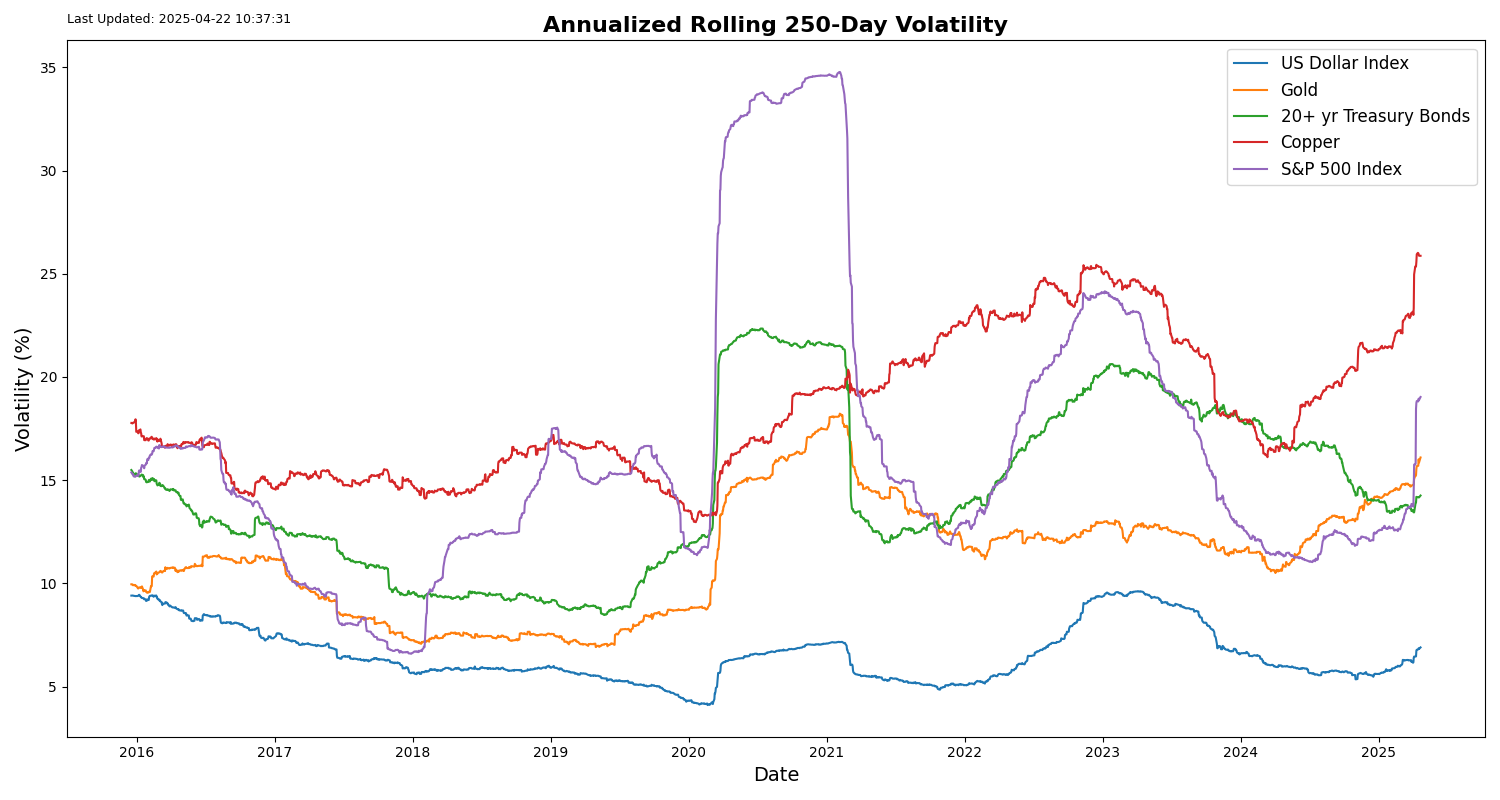 Last Updated: 2025-04-22 10:37:31
Annualized Rolling 250-Day Volatility
US Dollar Index
Gold
20+ yr Treasury Bonds
Copper
S&P 500 Index
Volatility (%)
35
30
25
20
15
10
5
2016 2017 2018 2019 2020 2021 2022 2023 2024 2025
Date